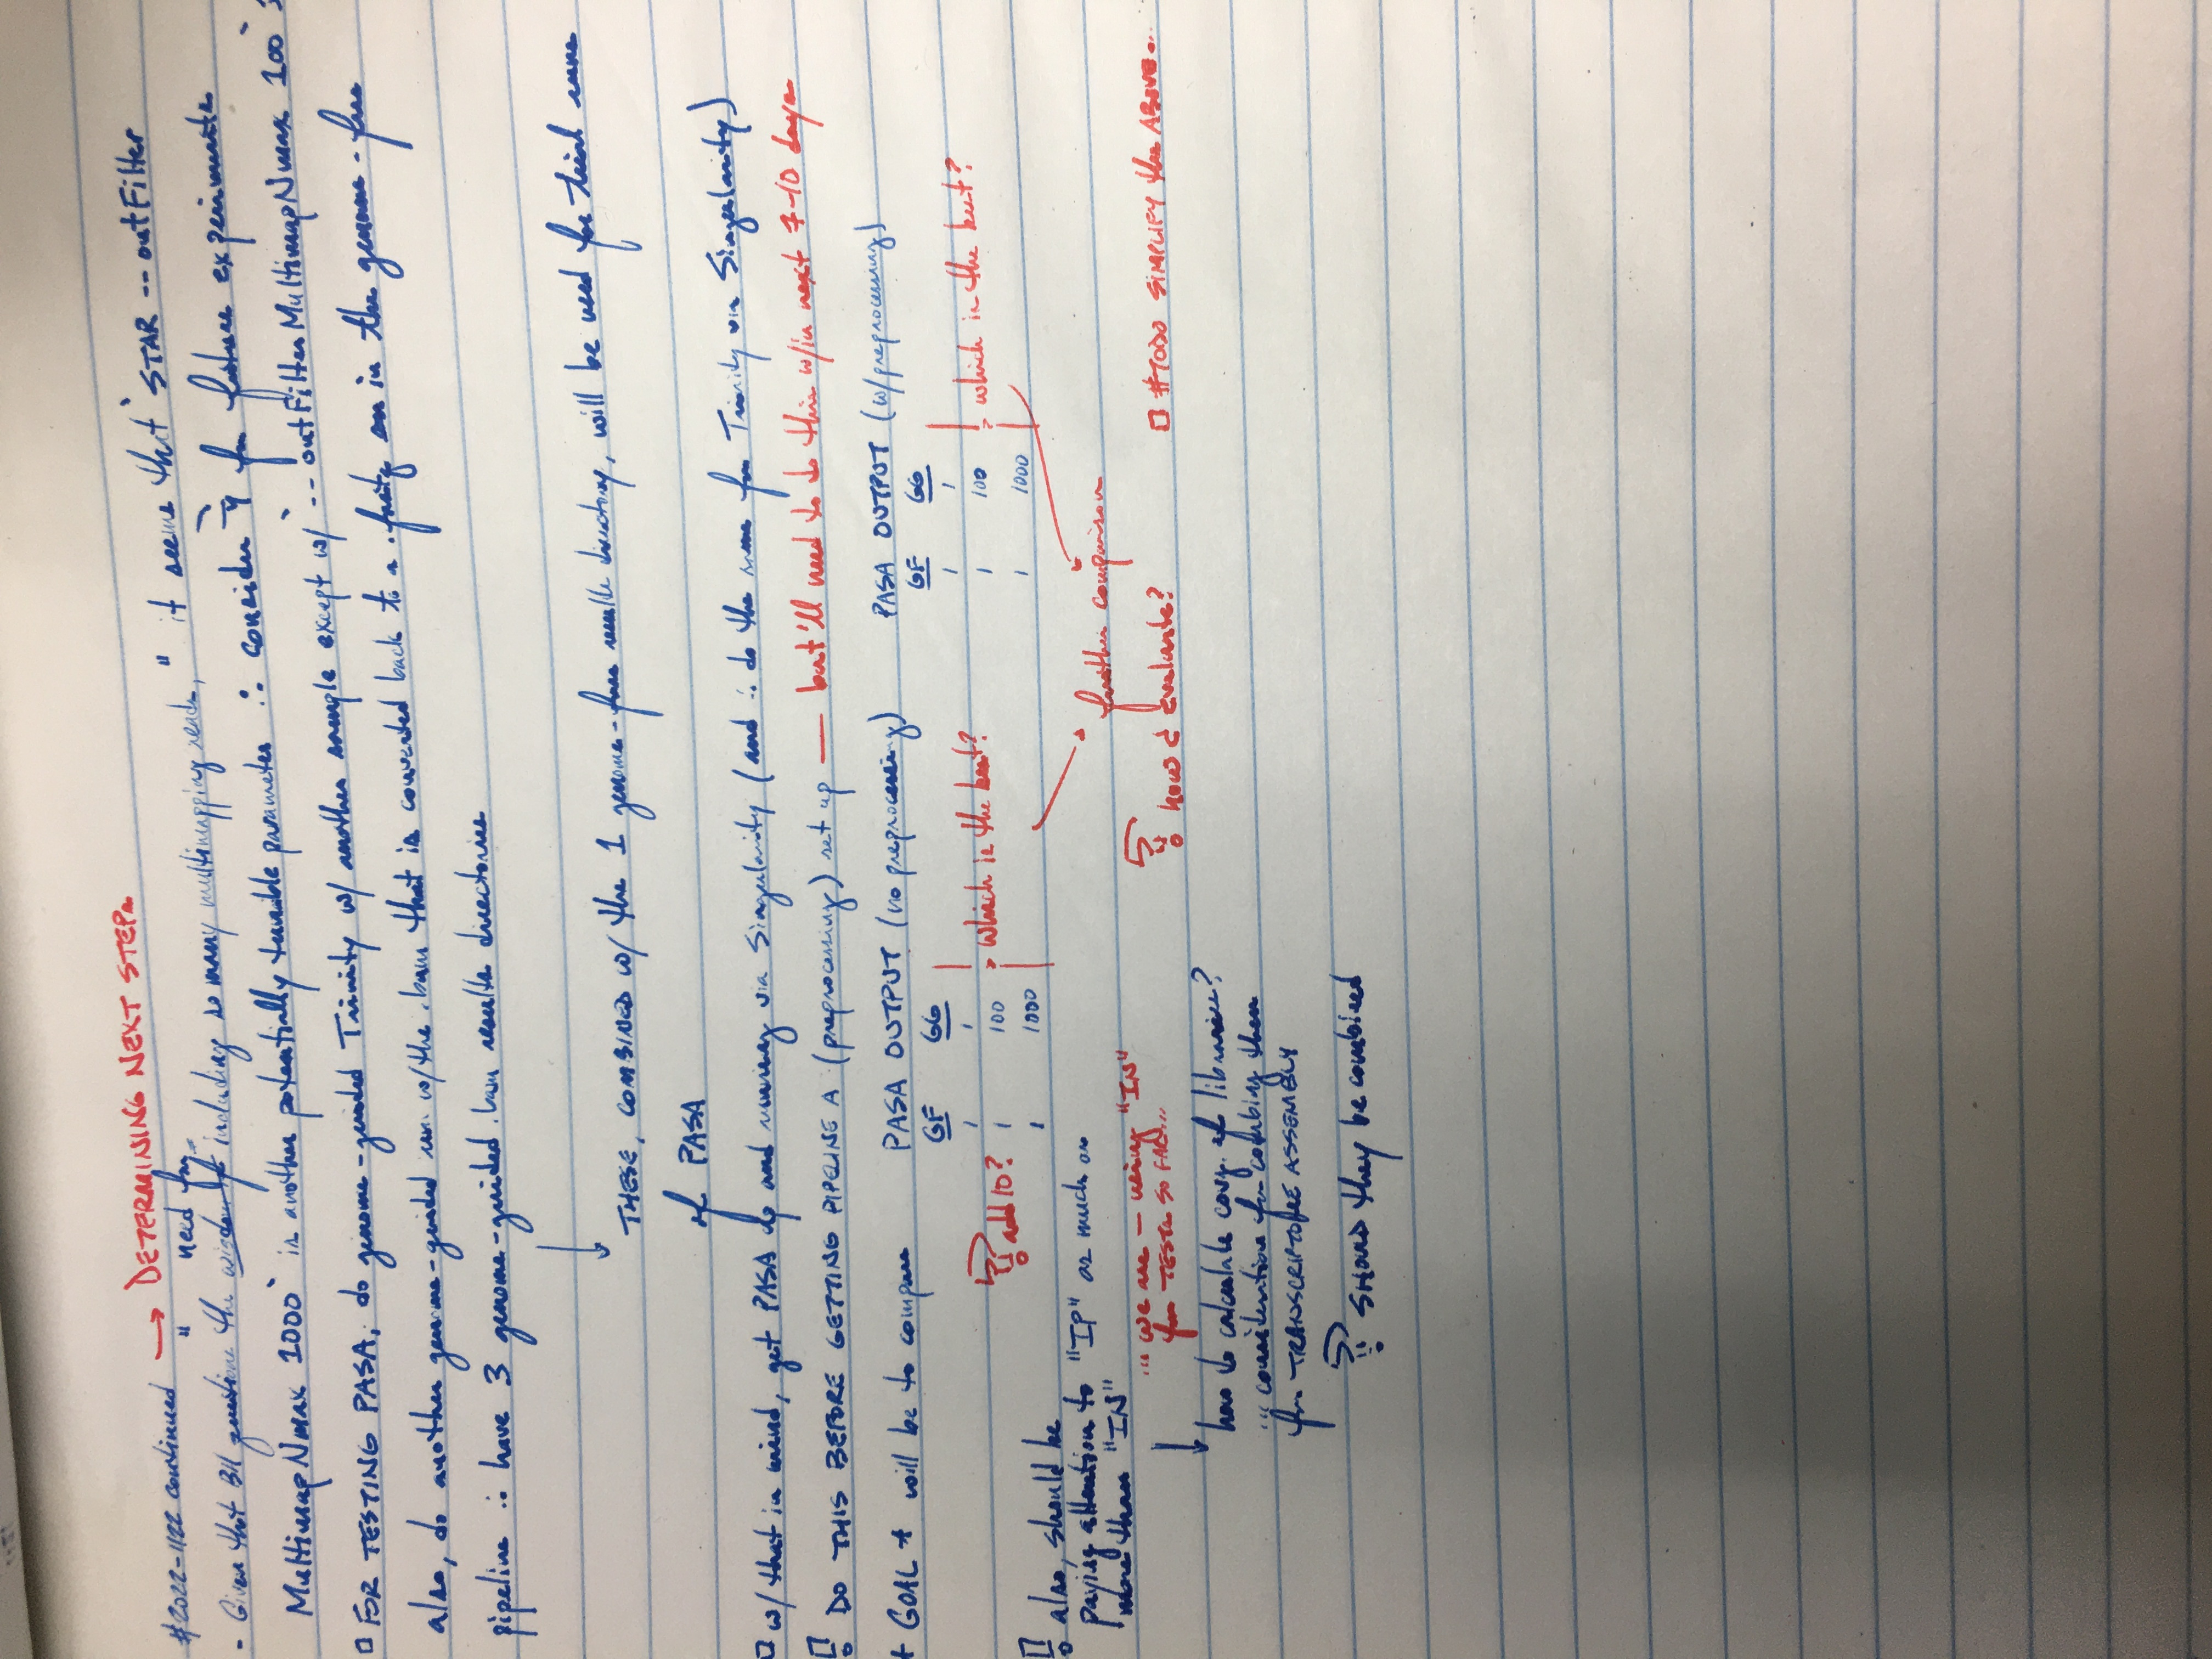 #2022-1122 continued → DETERMINING NEXT STEPs
" need for
- Given that Bill questions the wisdom of including so many multimapping reads," it seems that `STAR --outFilter
MultimapNmax 1000` is another potentially tunable parameter ∴ consider for future experiments
□ FOR TESTING PASA, do genome-guided Trinity w/ another sample except w/ `--outFilterMultimapNmax 100`
also, do another genome-guided run w/ the .bam that is converted back to a .fastq as in the genome-free
pipeline ∴ have 3 genome-guided .bam results directories
↓
THESE, COMBINED w/ the 1 genome-free results directory, will be used for trial runs
of PASA
□ w/ that in mind, get PASA up and running via Singularity (and ∴ do the same for Trinity via Singularity)
DO THIS BEFORE GETTING PIPELINE A (preprocessing) set up — but'll need to do this w/in next 7-10 days
* GOAL * will be to compare PASA OUTPUT (no preprocessing) PASA OUTPUT (w/preprocessing)
GF GG GF GG
1 1 1 1
add 10? 1 100 which is the best? 1 100 which is the best?
1 1000 1 1000
also, should be
paying attention to "IP" as much as
more than "IN"
further comparison
... we are — using "IN"
for TESTs SO FAR...
how 2 evaluate? □ #TODO SIMPLIFY the ABOVE...
↓ how to calculate covg. of libraries?
... consideration for combing them
for TRANSCRIPTOME ASSEMBLY
SHOULD they be combined